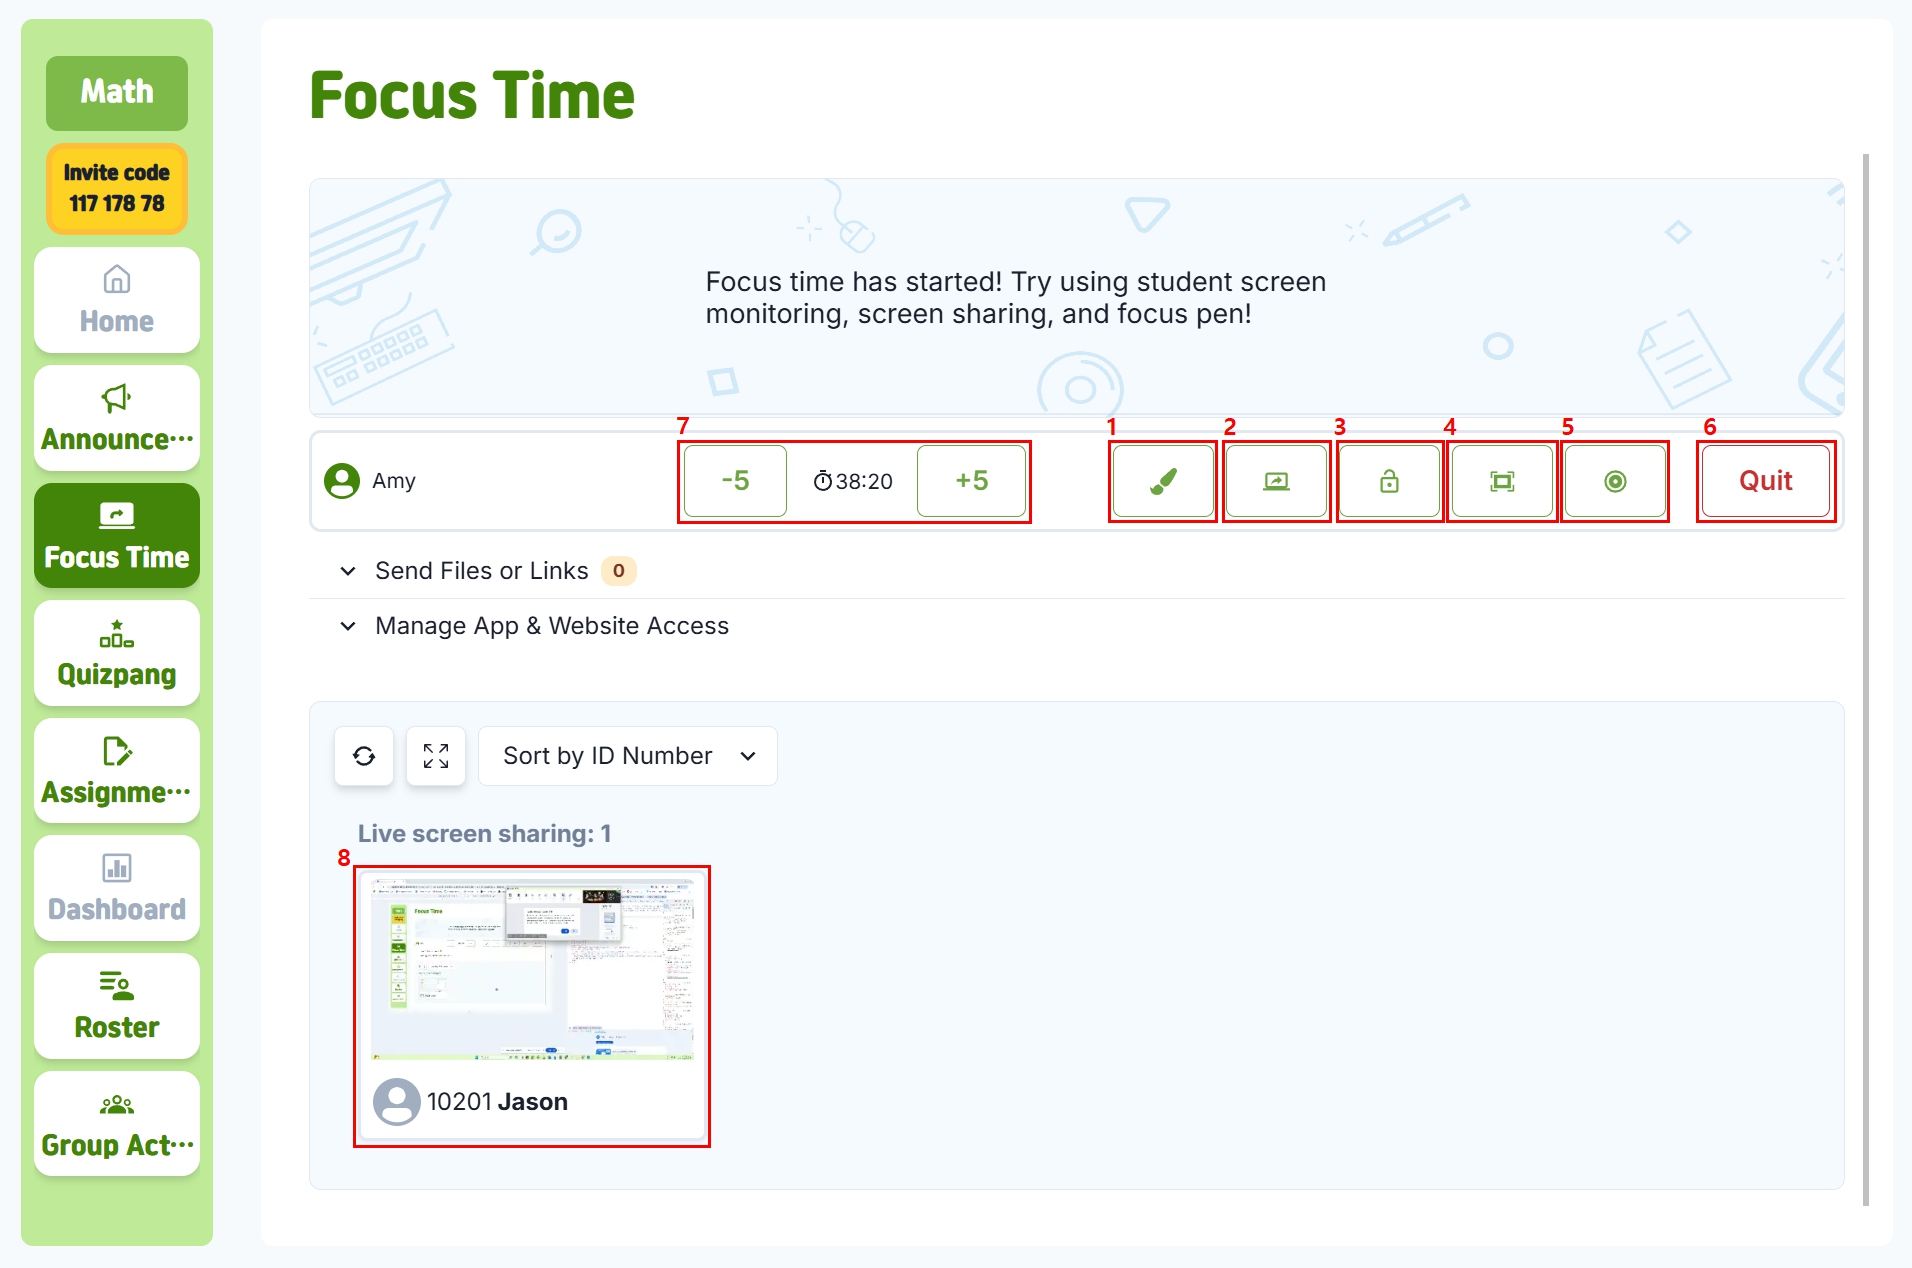 Math
Invite code
117 178 78
Home
Announce···
Focus Time
Quizpang
Assignme···
Dashboard
Roster
Group Act···
Focus Time
Focus time has started! Try using student screen
monitoring, screen sharing, and focus pen!
7
1
2
3
4
5
6
Amy
-5
38:20
+5
Quit
Send Files or Links 0
Manage App & Website Access
Sort by ID Number
Live screen sharing: 1
8
Focus Time
10201 Jason